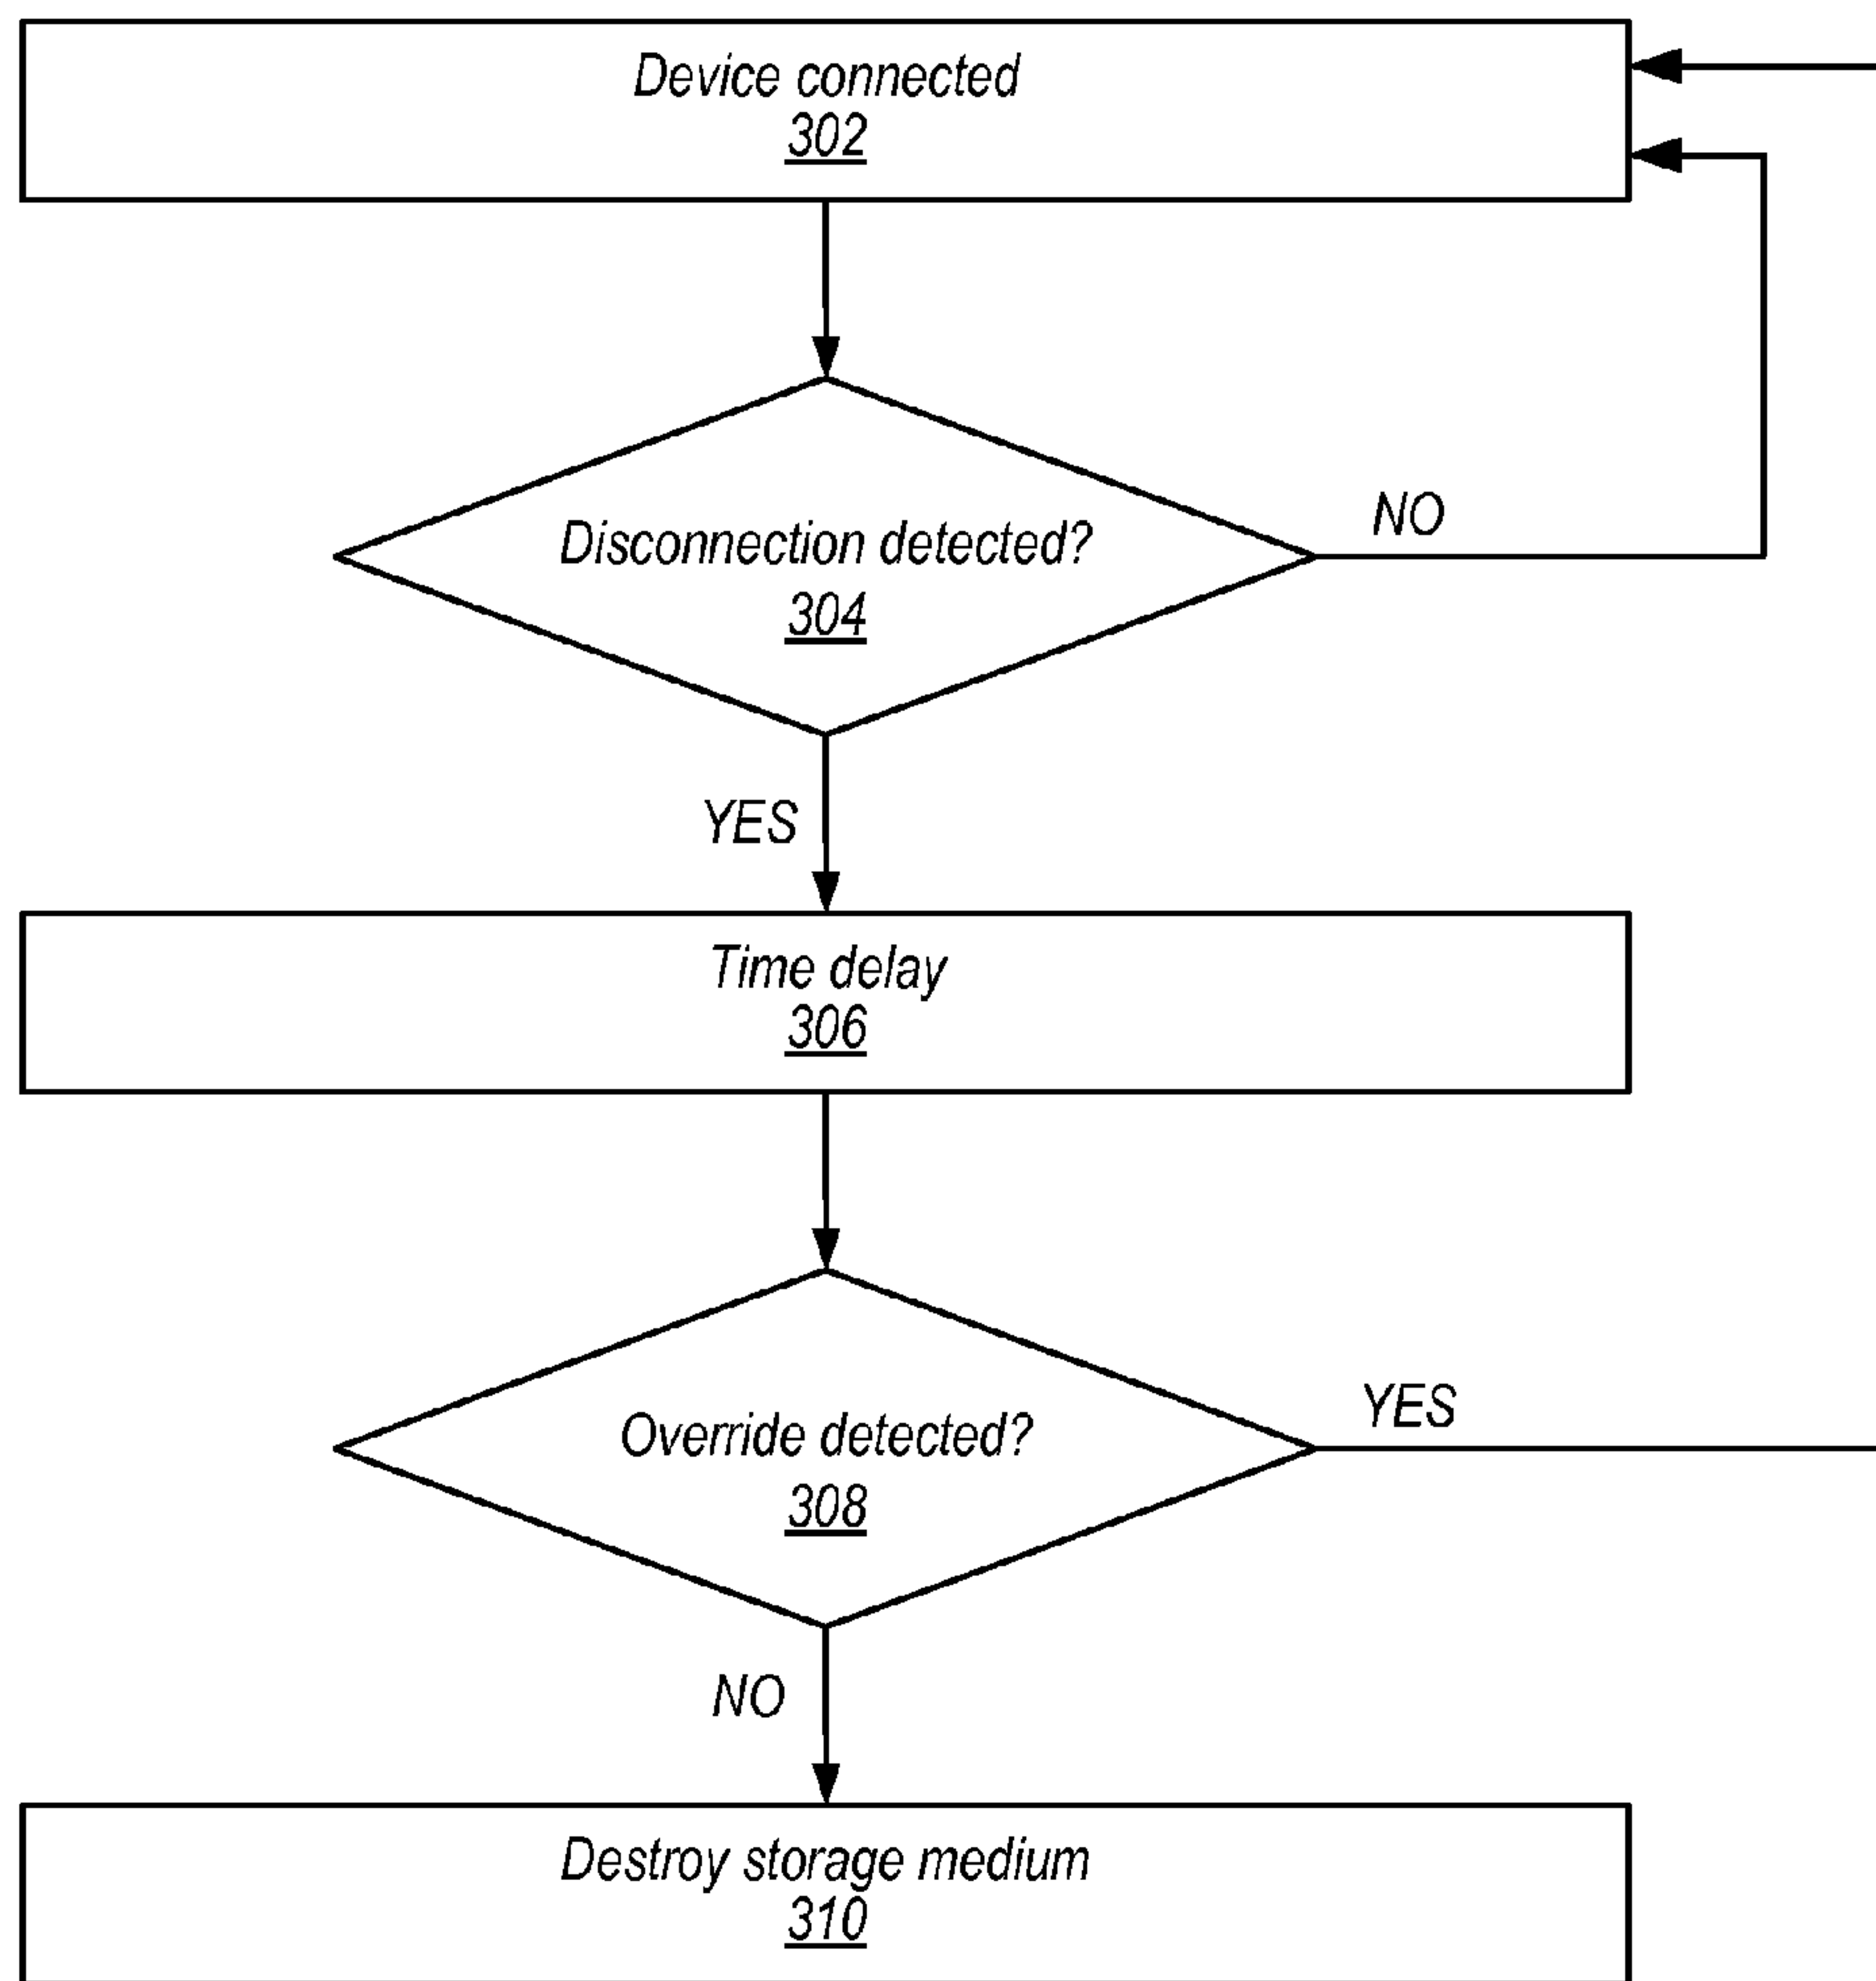 Device connected
302
Disconnection detected?
304
NO
YES
Time delay
306
Override detected?
308
YES
NO
Destroy storage medium
310